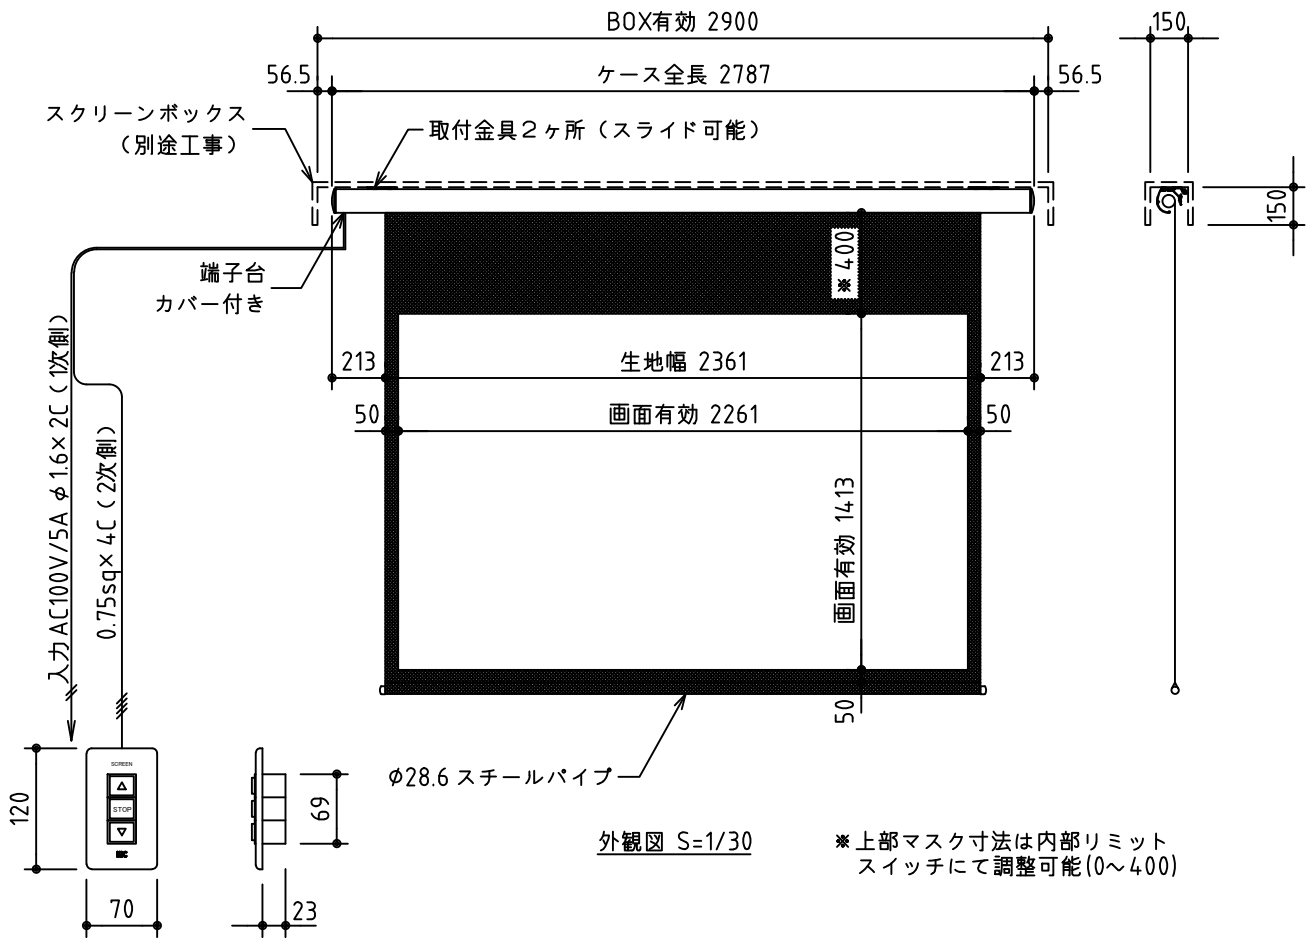 BOX有効 2900
150
56.5
ケース全長 2787
56.5
スクリーンボックス
（別途工事）
取付金具2ヶ所（スライド可能）
150
※ 400
端子台
カバー付き
213
生地幅 2361
213
50
画面有効 2261
50
入力AC100V/5A φ1.6×2C（1次側）
0.75sq×4C（2次側）
画面有効 1413
50
φ28.6 スチールパイプ
120
SCREEN
△
STOP
▽
69
70
23
外観図 S=1/30
※上部マスク寸法は内部リミット
スイッチにて調整可能(0～400)